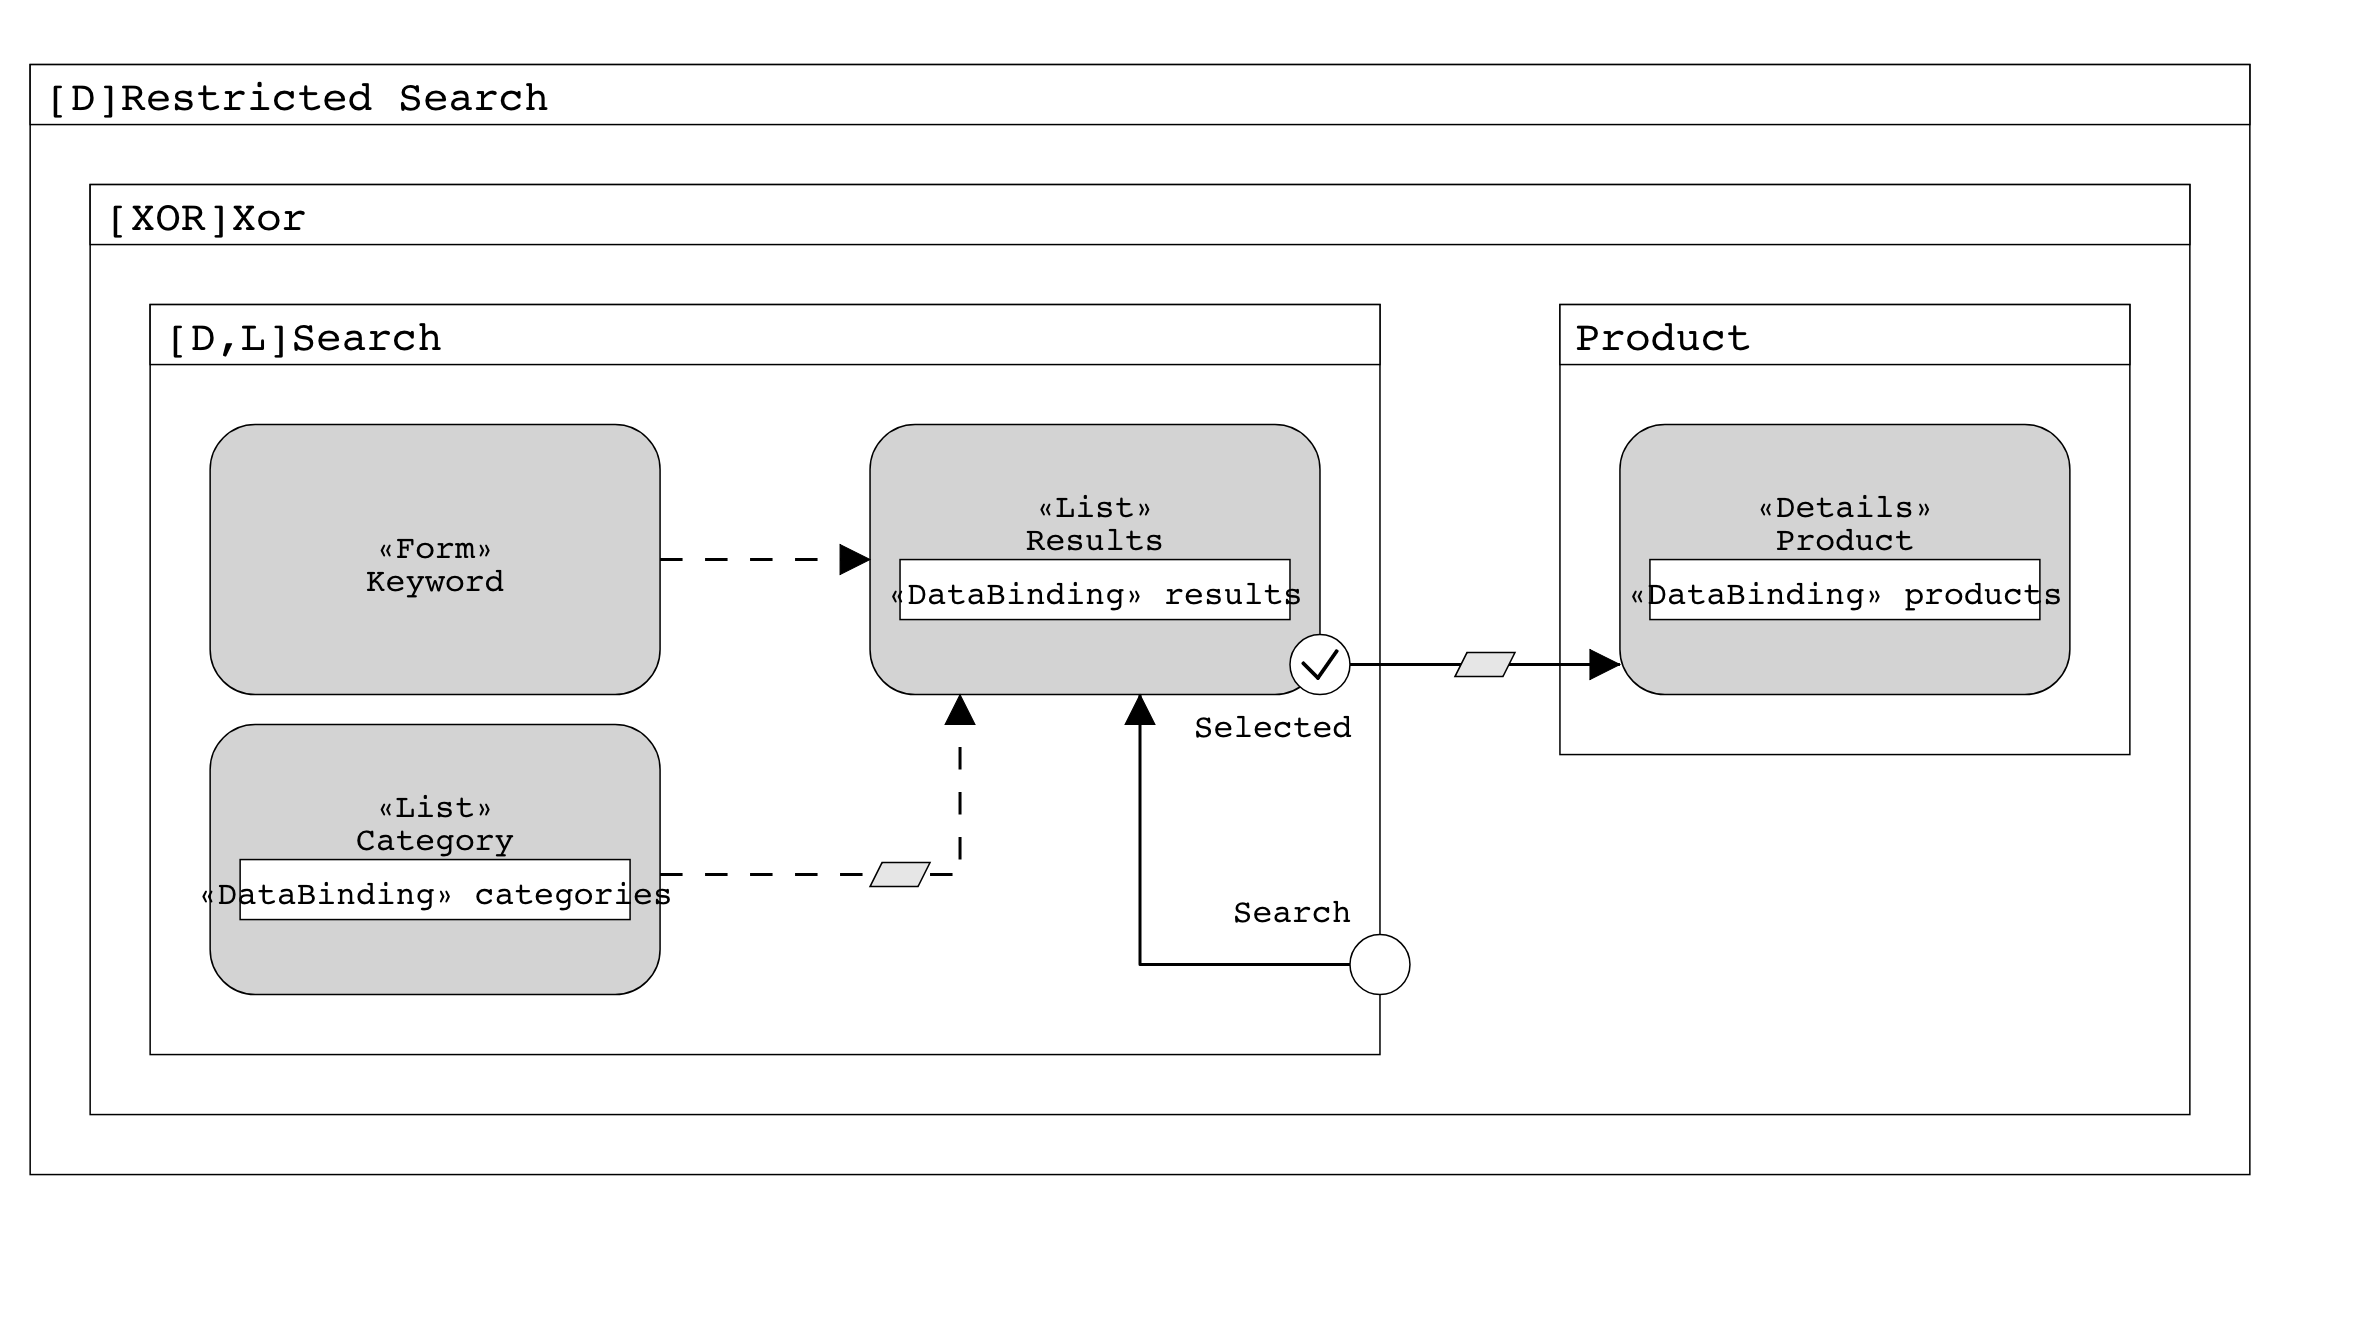 [D]Restricted Search
[XOR]Xor
[D,L]Search
Product
«Form»
Keyword
«List»
Results
«DataBinding» results
«Details»
Product
«DataBinding» products
Selected
«List»
Category
«DataBinding» categories
Search